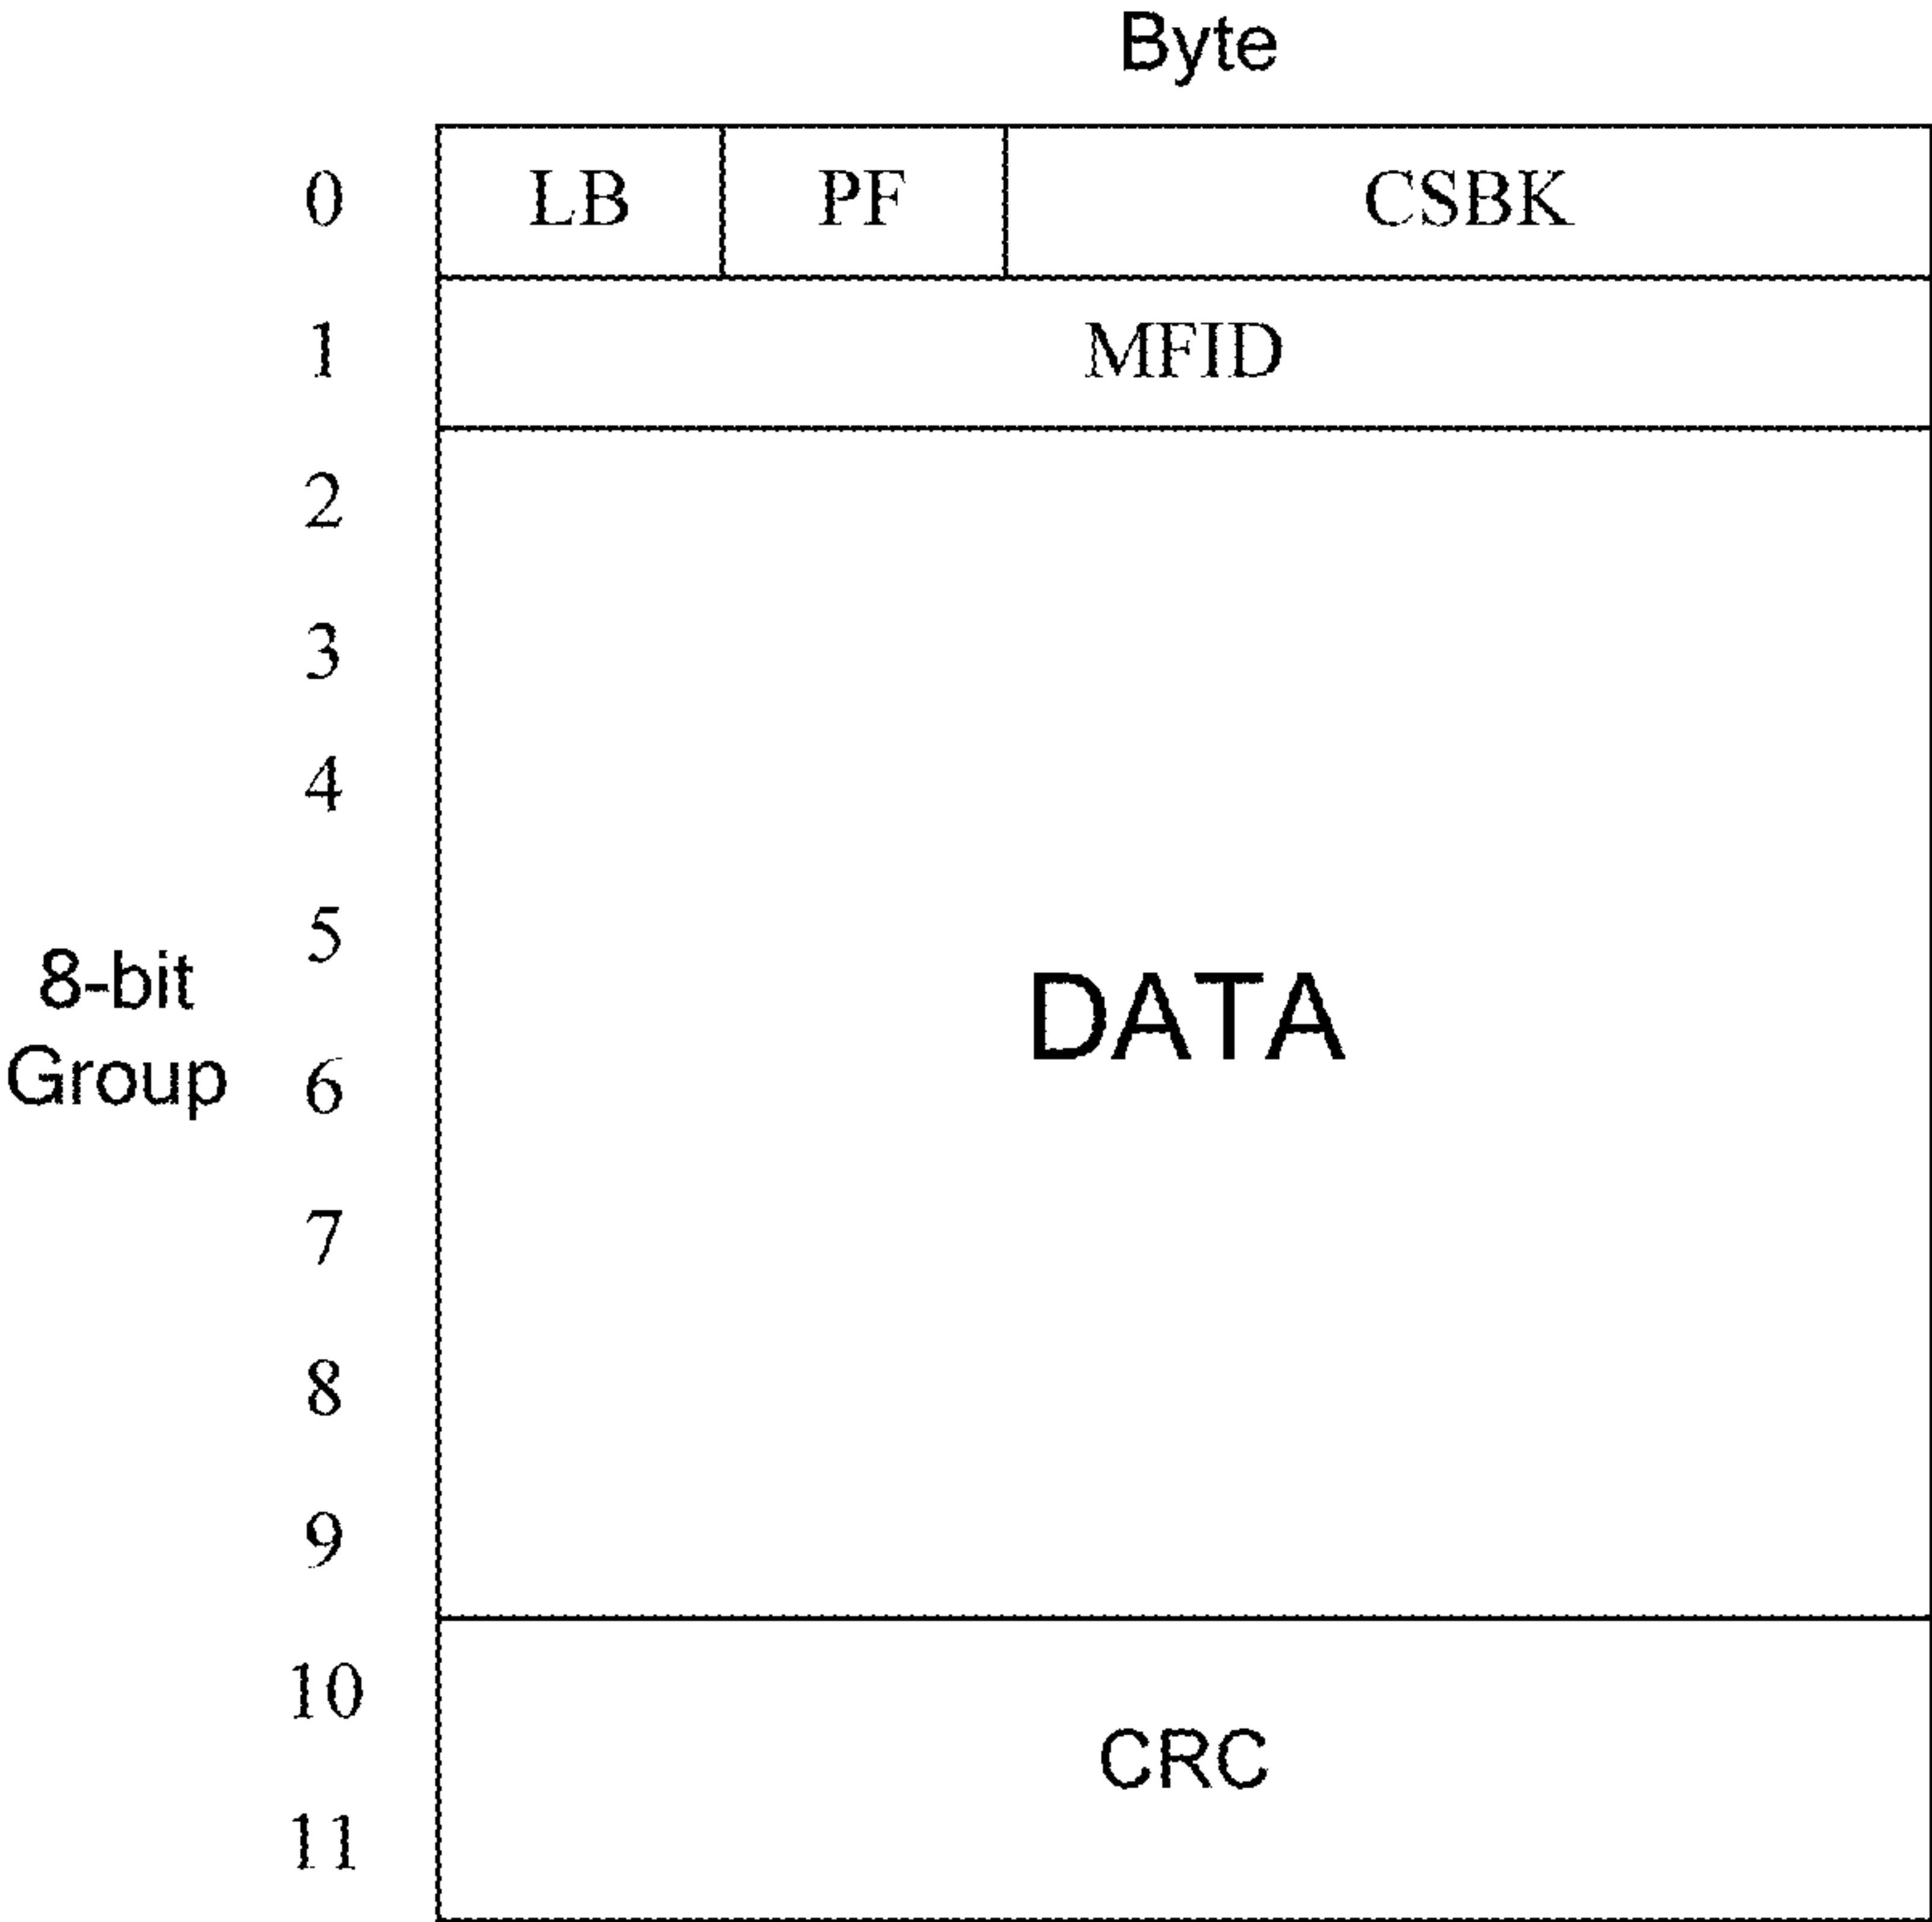 Byte
0 LB PF CSBK
1 MFID
2
3
4
5
8-bit
DATA
Group
6
7
8
9
10
CRC
11